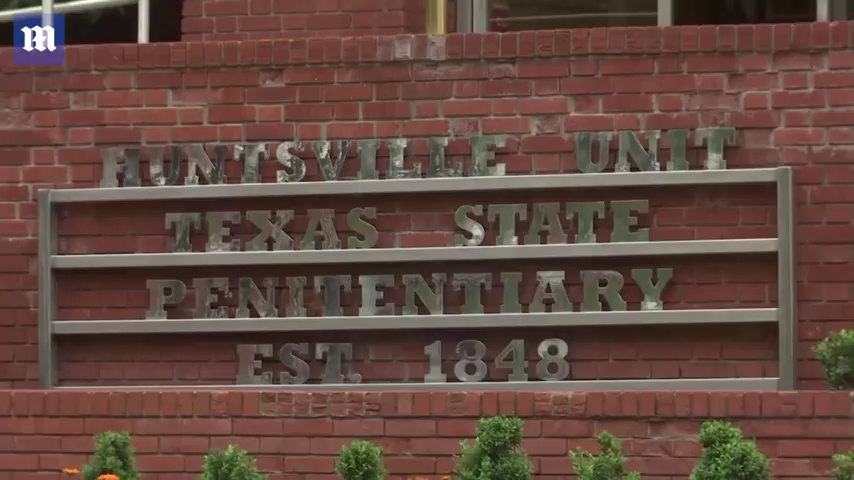 m
HUNTSVILLE UNIT
TEXAS STATE
PENITENTIARY
EST. 1848